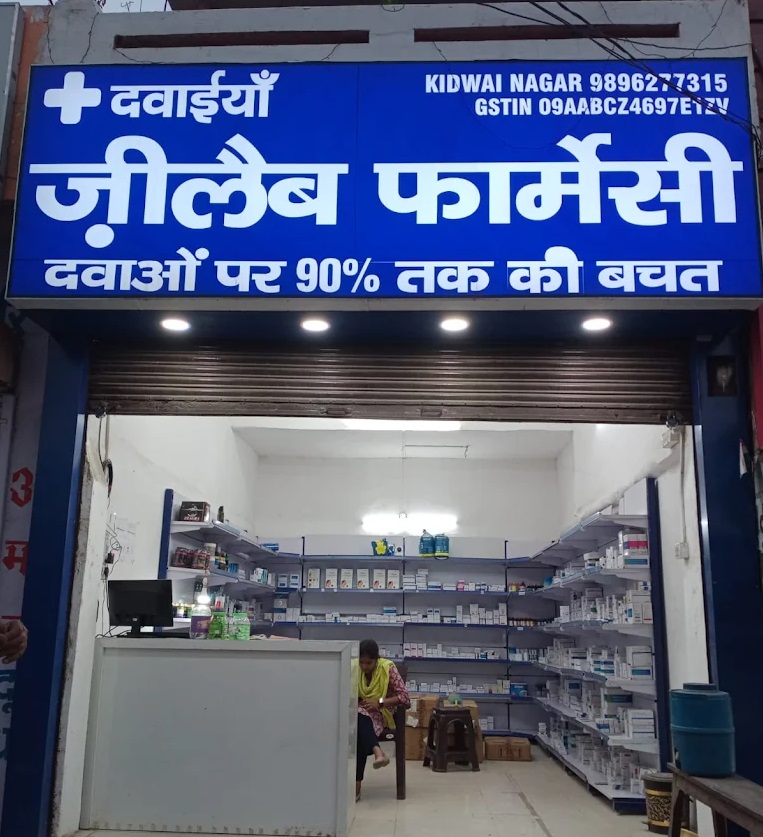 दवाईयाँ
KIDWAI NAGAR 9896277315
GSTIN 09AABCZ4697E1ZV
ज़ीलैब फार्मेसी
दवाओं पर 90% तक की बचत